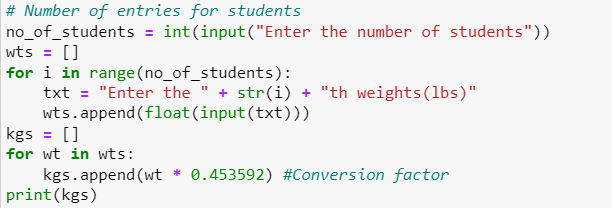 # Number of entries for students
no_of_students = int(input("Enter the number of students"))
wts = []
for i in range(no_of_students):
    txt = "Enter the " + str(i) + "th weights(lbs)"
    wts.append(float(input(txt)))
kgs = []
for wt in wts:
    kgs.append(wt * 0.453592) #Conversion factor
print(kgs)